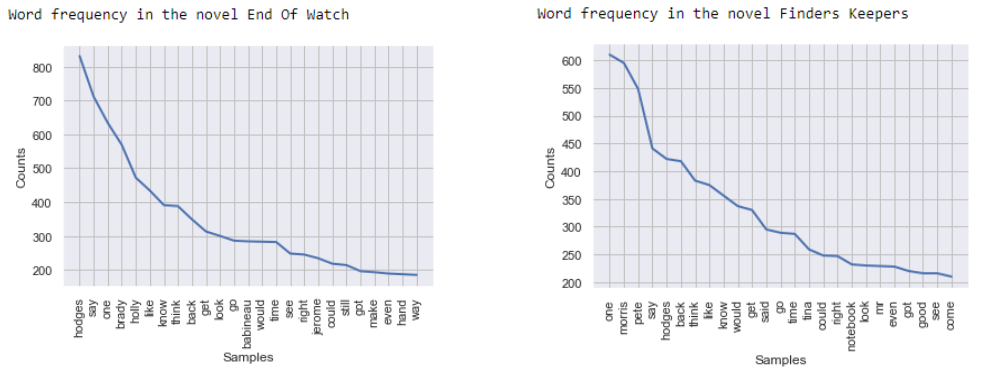 Word frequency in the novel End Of Watch
800
700
600
500
400
300
200
Counts
hodges
say
one
brady
holly
like
know
think
back
get
look
go
babineau
would
time
see
right
jerome
could
still
got
make
even
hand
way
Samples
Word frequency in the novel Finders Keepers
600
550
500
450
400
350
300
250
200
Counts
one
morris
pete
say
hodges
back
think
like
know
would
get
said
go
time
tina
could
right
notebook
look
mr
even
got
good
see
come
Samples